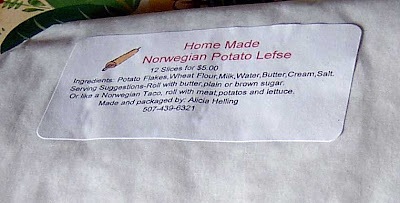 Home Made
Norwegian Potato Lefse
12 Slices for $5.00
Ingredients: Potato Flakes,Wheat Flour,Milk,Water,Butter,Cream,Salt.
Serving Suggestions-Roll with butter,plain or brown sugar.
Or like a Norwegian Taco, roll with meat,potatos and lettuce.
Made and packaged by: Alicia Helling
507-439-6321